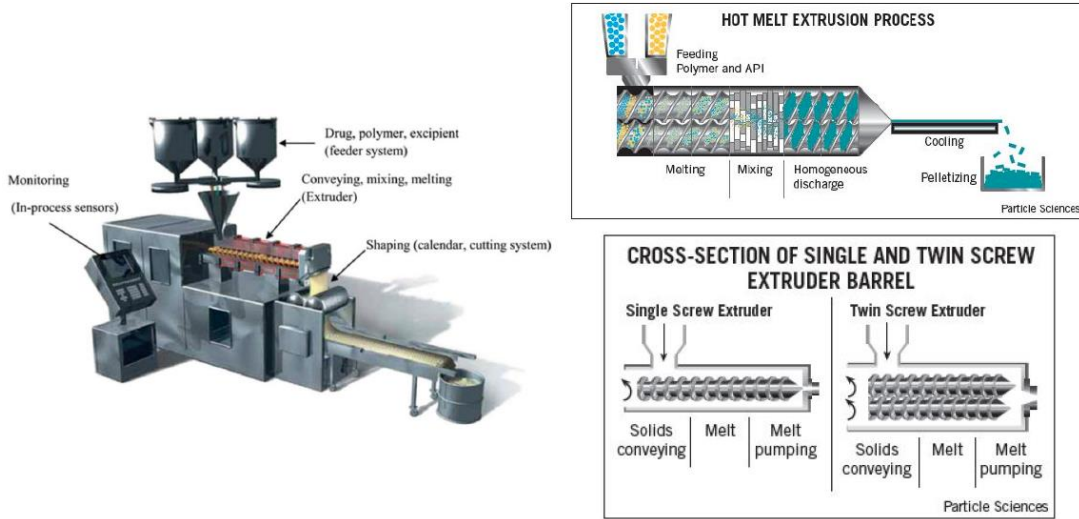 Drug, polymer, excipient
(feeder system)
Monitoring
(In-process sensors)
Conveying, mixing, melting
(Extruder)
Shaping (calendar, cutting system)
HOT MELT EXTRUSION PROCESS
Feeding
Polymer and API
Melting
Mixing
Homogeneous
discharge
Cooling
Pelletizing
Particle Sciences
CROSS-SECTION OF SINGLE AND TWIN SCREW
EXTRUDER BARREL
Single Screw Extruder
Solids
conveying
Melt
Melt
pumping
Twin Screw Extruder
Solids
conveying
Melt
Melt
pumping
Particle Sciences